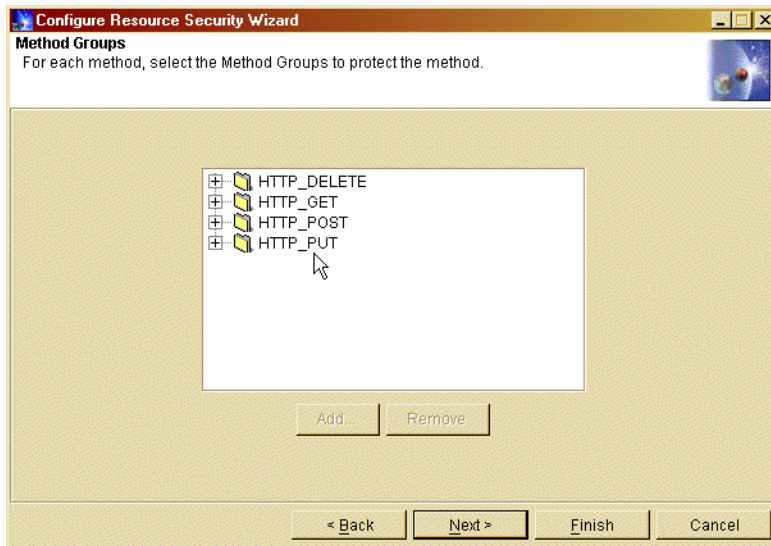 Configure Resource Security Wizard
Method Groups
For each method, select the Method Groups to protect the method.
HTTP_DELETE
HTTP_GET
HTTP_POST
HTTP_PUT
Add... Remove
< Back Next > Finish Cancel